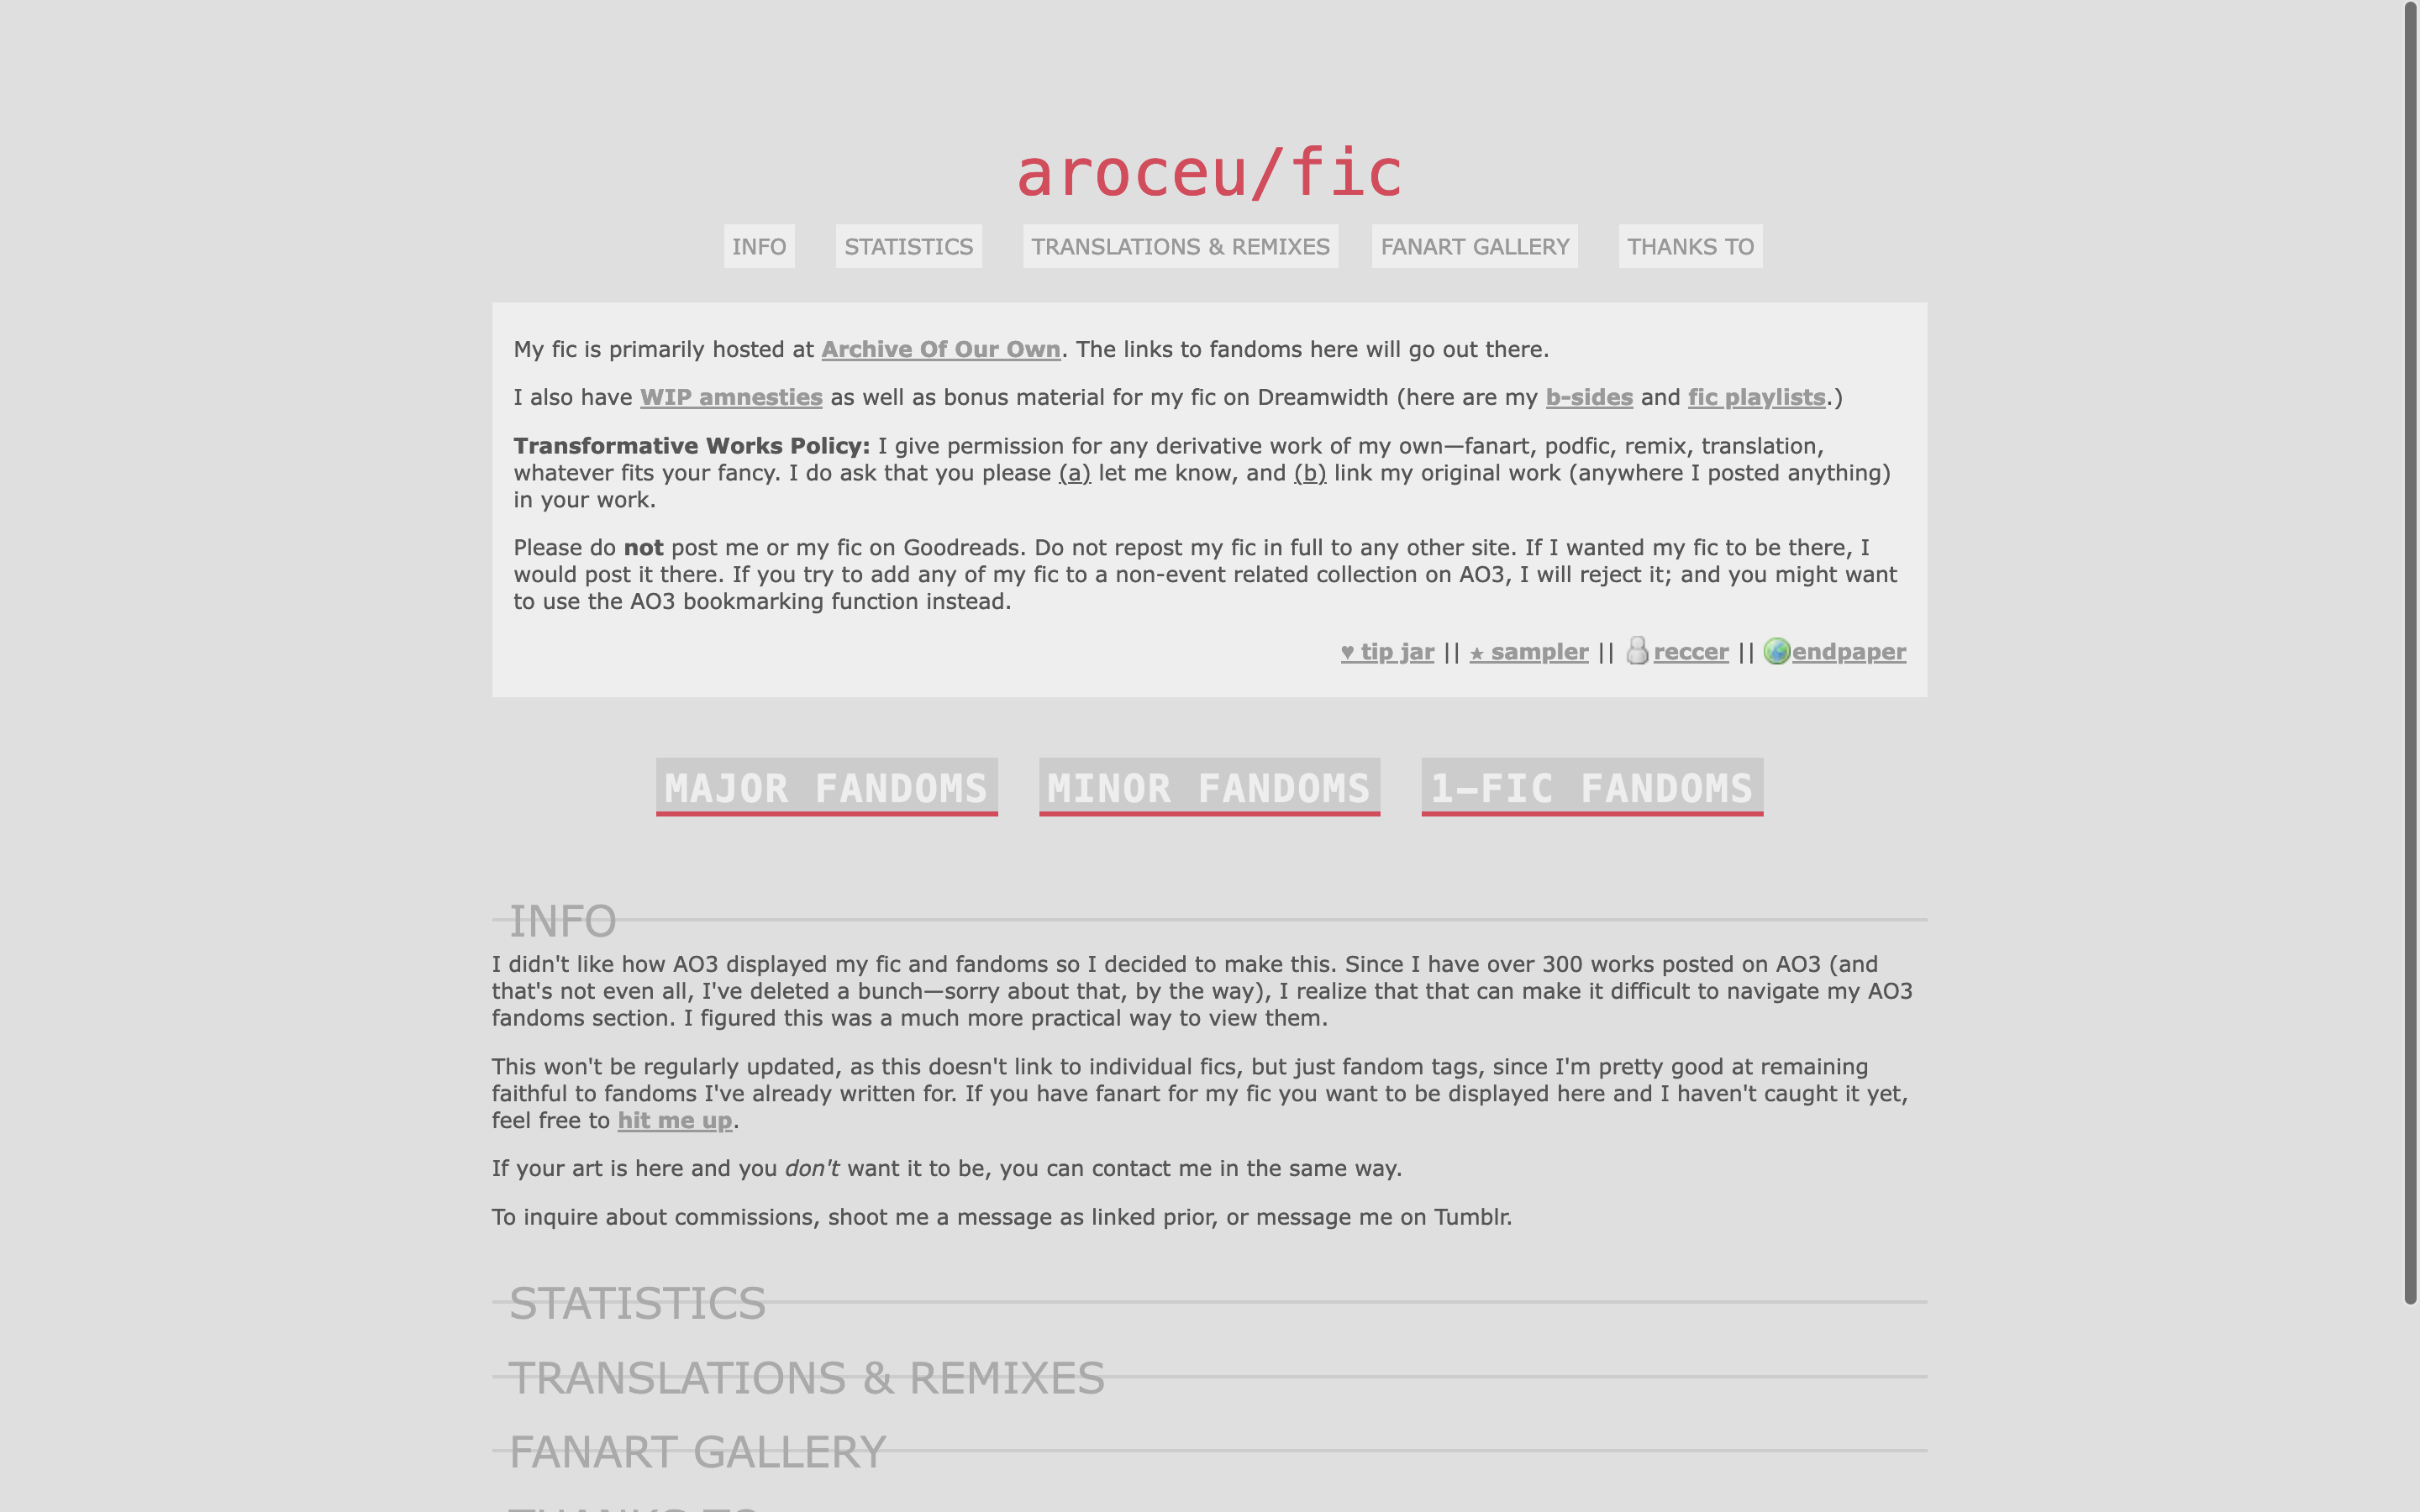 aroceu/fic
INFO STATISTICS TRANSLATIONS & REMIXES FANART GALLERY THANKS TO
My fic is primarily hosted at Archive Of Our Own. The links to fandoms here will go out there.
I also have WIP amnesties as well as bonus material for my fic on Dreamwidth (here are my b-sides and fic playlists.)
Transformative Works Policy: I give permission for any derivative work of my own—fanart, podfic, remix, translation,
whatever fits your fancy. I do ask that you please (a) let me know, and (b) link my original work (anywhere I posted anything)
in your work.
Please do not post me or my fic on Goodreads. Do not repost my fic in full to any other site. If I wanted my fic to be there, I
would post it there. If you try to add any of my fic to a non-event related collection on AO3, I will reject it; and you might want
to use the AO3 bookmarking function instead.
♥ tip jar || ★ sampler || reccer || endpaper
MAJOR FANDOMS MINOR FANDOMS 1-FIC FANDOMS
INFO
I didn't like how AO3 displayed my fic and fandoms so I decided to make this. Since I have over 300 works posted on AO3 (and
that's not even all, I've deleted a bunch—sorry about that, by the way), I realize that that can make it difficult to navigate my AO3
fandoms section. I figured this was a much more practical way to view them.
This won't be regularly updated, as this doesn't link to individual fics, but just fandom tags, since I'm pretty good at remaining
faithful to fandoms I've already written for. If you have fanart for my fic you want to be displayed here and I haven't caught it yet,
feel free to hit me up.
If your art is here and you don't want it to be, you can contact me in the same way.
To inquire about commissions, shoot me a message as linked prior, or message me on Tumblr.
STATISTICS
TRANSLATIONS & REMIXES
FANART GALLERY
THANKS TO